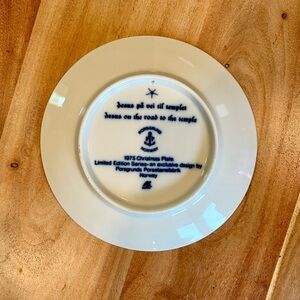 Jesus på vei til templet
Jesus on the road to the temple
1975 Christmas Plate
Limited Edition Series-an exclusive design by
Porsgrunds Porselænsfabrik
Norway